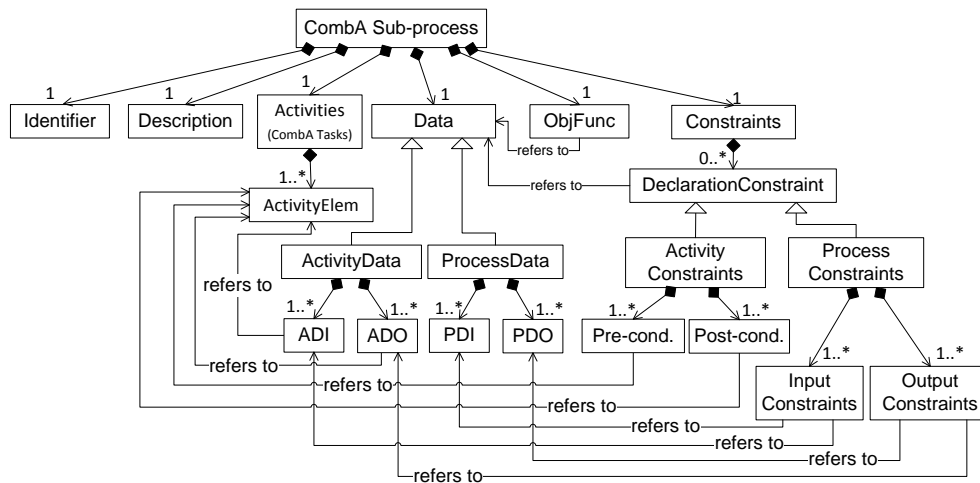 CombA Sub-process
1
1
1
1
1
1
Identifier
Description
Activities
(CombA Tasks)
Data
ObjFunc
Constraints
refers to
0..*
1..*
refers to
DeclarationConstraint
ActivityElem
ActivityData
ProcessData
Activity
Constraints
Process
Constraints
refers to
1..*
1..*
1..*
1..*
1..*
1..*
ADI
ADO
PDI
PDO
Pre-cond.
Post-cond.
1..*
1..*
refers to
Input
Constraints
Output
Constraints
refers to
refers to
refers to
refers to
refers to
refers to
refers to